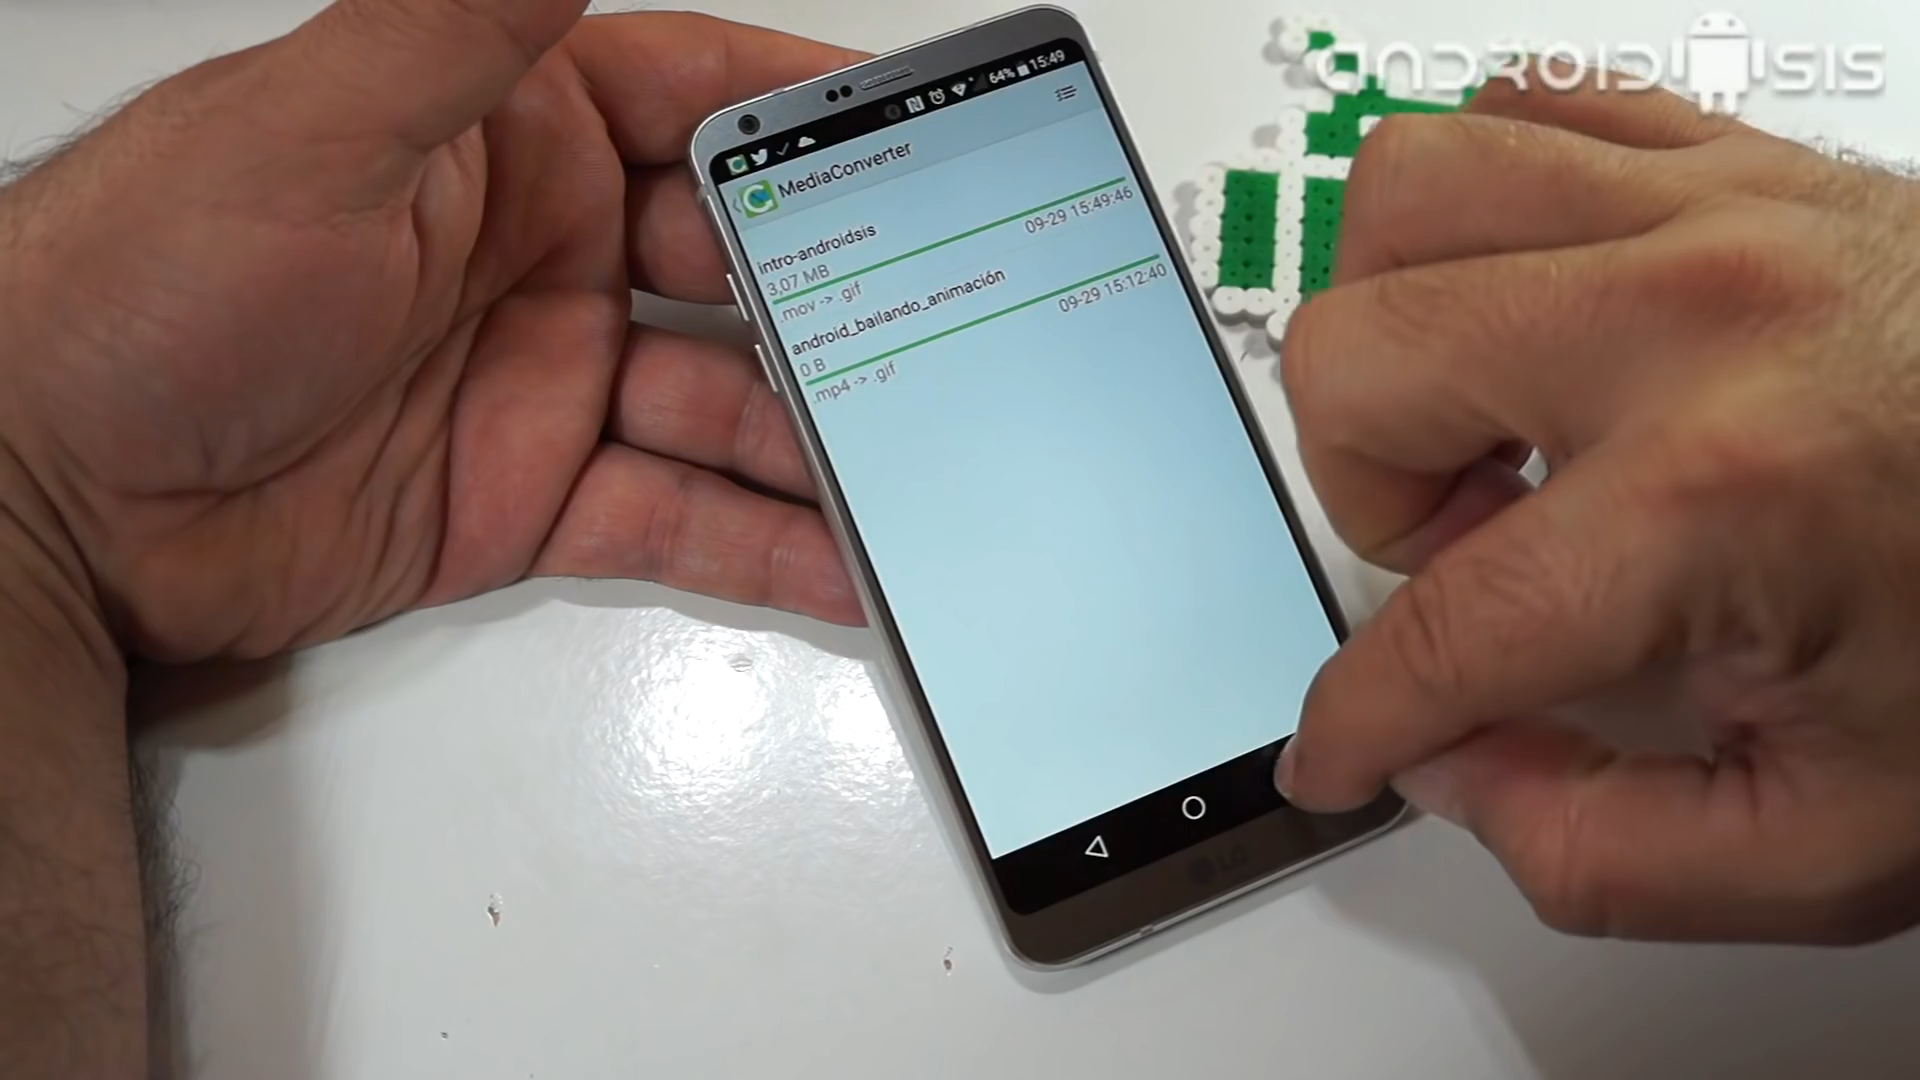 ANDROIDSIS
64% 15:49
MediaConverter
intro-androidsis
3,07 MB
09-29 15:49:46
.mov -> .gif
android_bailando_animación
0 B
09-29 15:12:40
.mp4 -> .gif
LG